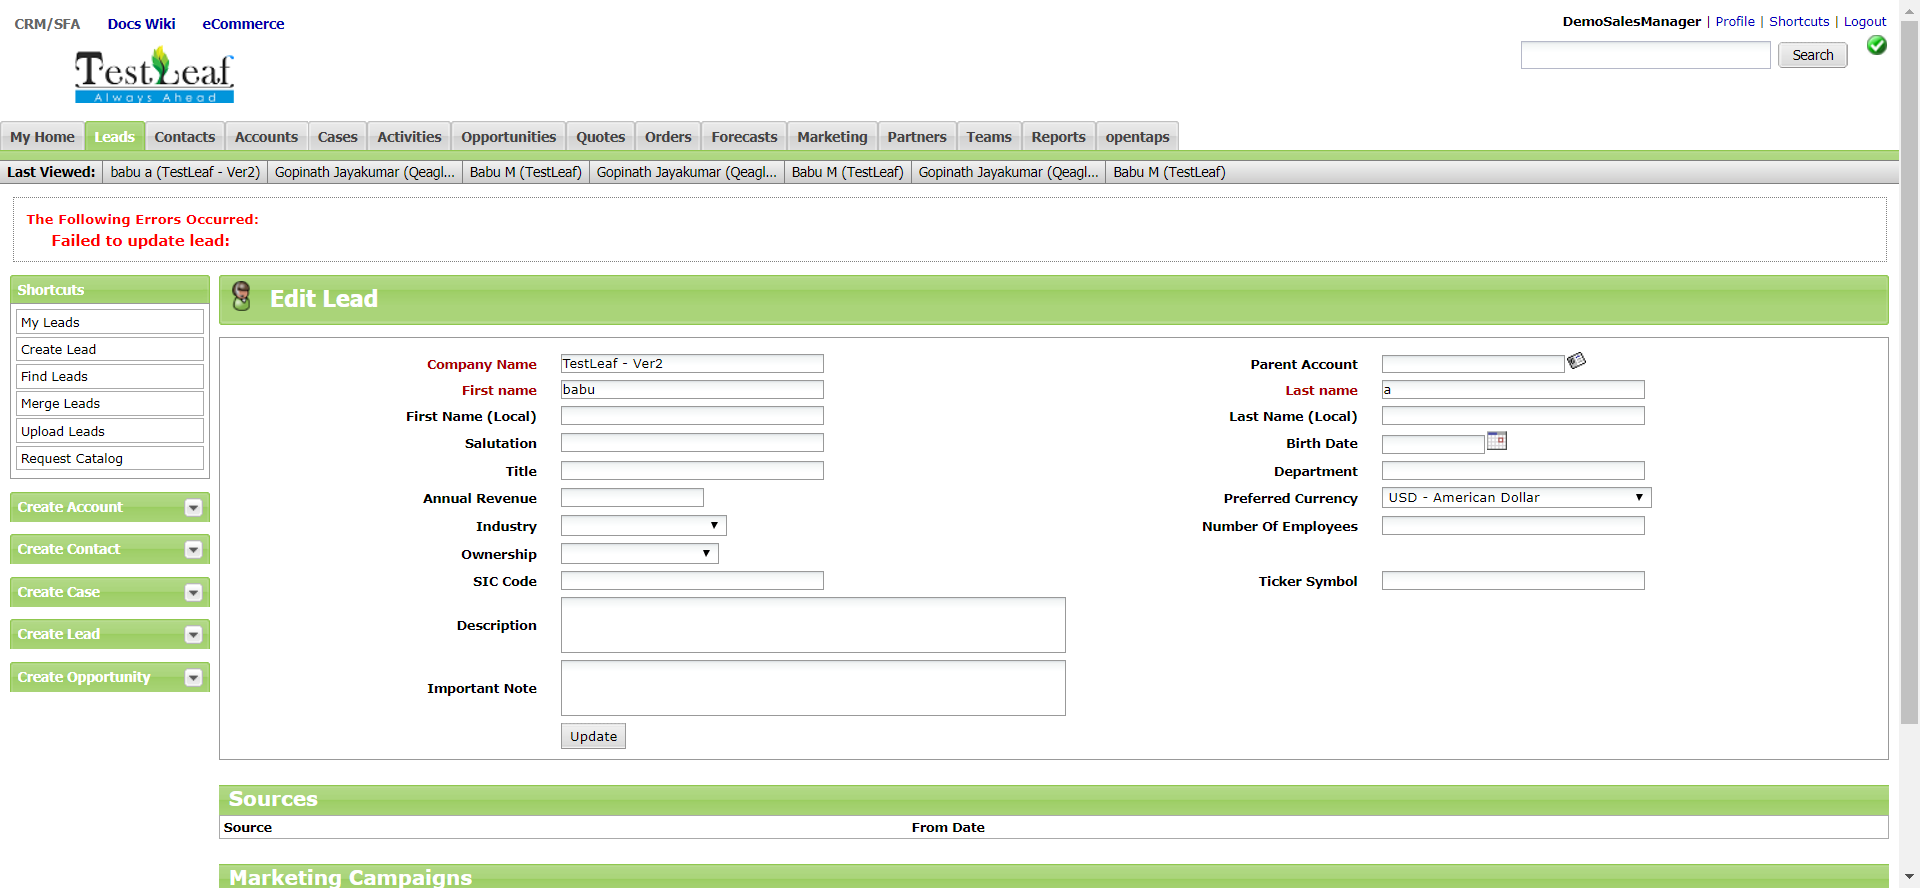 CRM/SFA Docs Wiki eCommerce
DemoSalesManager | Profile | Shortcuts | Logout
Search
TestLeaf
Always Ahead
My Home Leads Contacts Accounts Cases Activities Opportunities Quotes Orders Forecasts Marketing Partners Teams Reports opentaps
Last Viewed: babu a (TestLeaf - Ver2) Gopinath Jayakumar (Qeagl... Babu M (TestLeaf) Gopinath Jayakumar (Qeagl... Babu M (TestLeaf) Gopinath Jayakumar (Qeagl... Babu M (TestLeaf)
The Following Errors Occurred:
Failed to update lead:
Shortcuts
My Leads
Create Lead
Find Leads
Merge Leads
Upload Leads
Request Catalog
Create Account
Create Contact
Create Case
Create Lead
Create Opportunity
Edit Lead
Company Name TestLeaf - Ver2 Parent Account
First name babu Last name a
First Name (Local) Last Name (Local)
Salutation Birth Date
Title Department
Annual Revenue Preferred Currency USD - American Dollar
Industry Number Of Employees
Ownership
SIC Code Ticker Symbol
Description
Important Note
Update
Sources
Source From Date
Marketing Campaigns